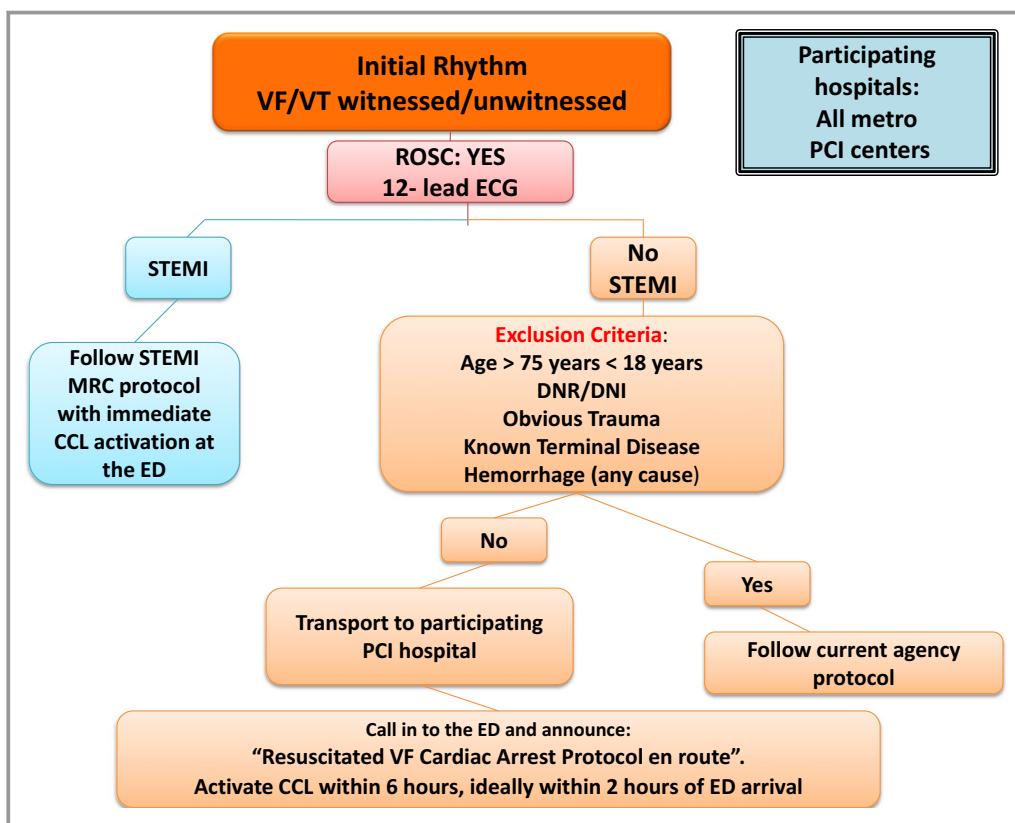 Initial Rhythm
VF/VT witnessed/unwitnessed
Participating
hospitals:
All metro
PCI centers
ROSC: YES
12- lead ECG
STEMI
No
STEMI
Follow STEMI
MRC protocol
with immediate
CCL activation at
the ED
Exclusion Criteria:
Age > 75 years < 18 years
DNR/DNI
Obvious Trauma
Known Terminal Disease
Hemorrhage (any cause)
No
Yes
Transport to participating
PCI hospital
Follow current agency
protocol
Call in to the ED and announce:
“Resuscitated VF Cardiac Arrest Protocol en route”.
Activate CCL within 6 hours, ideally within 2 hours of ED arrival